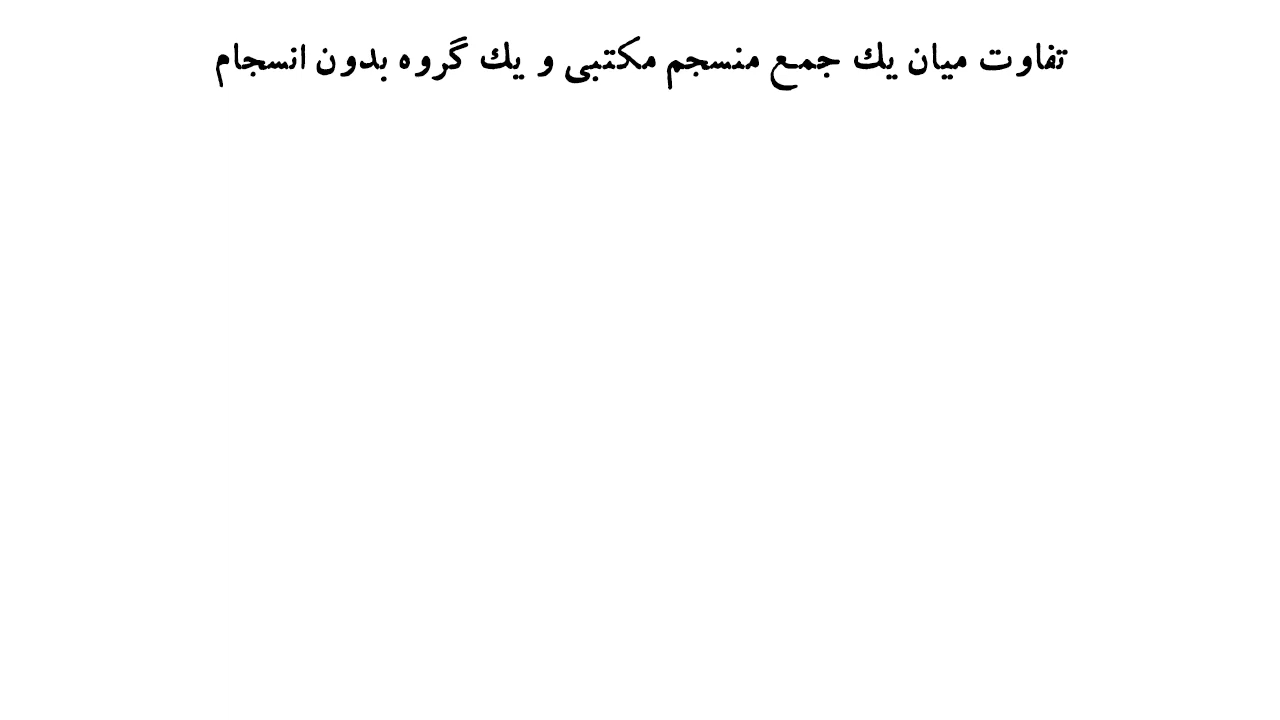 تفاوت میان یك جمع منسجم مکتبی و یك گروه بدون انسجام